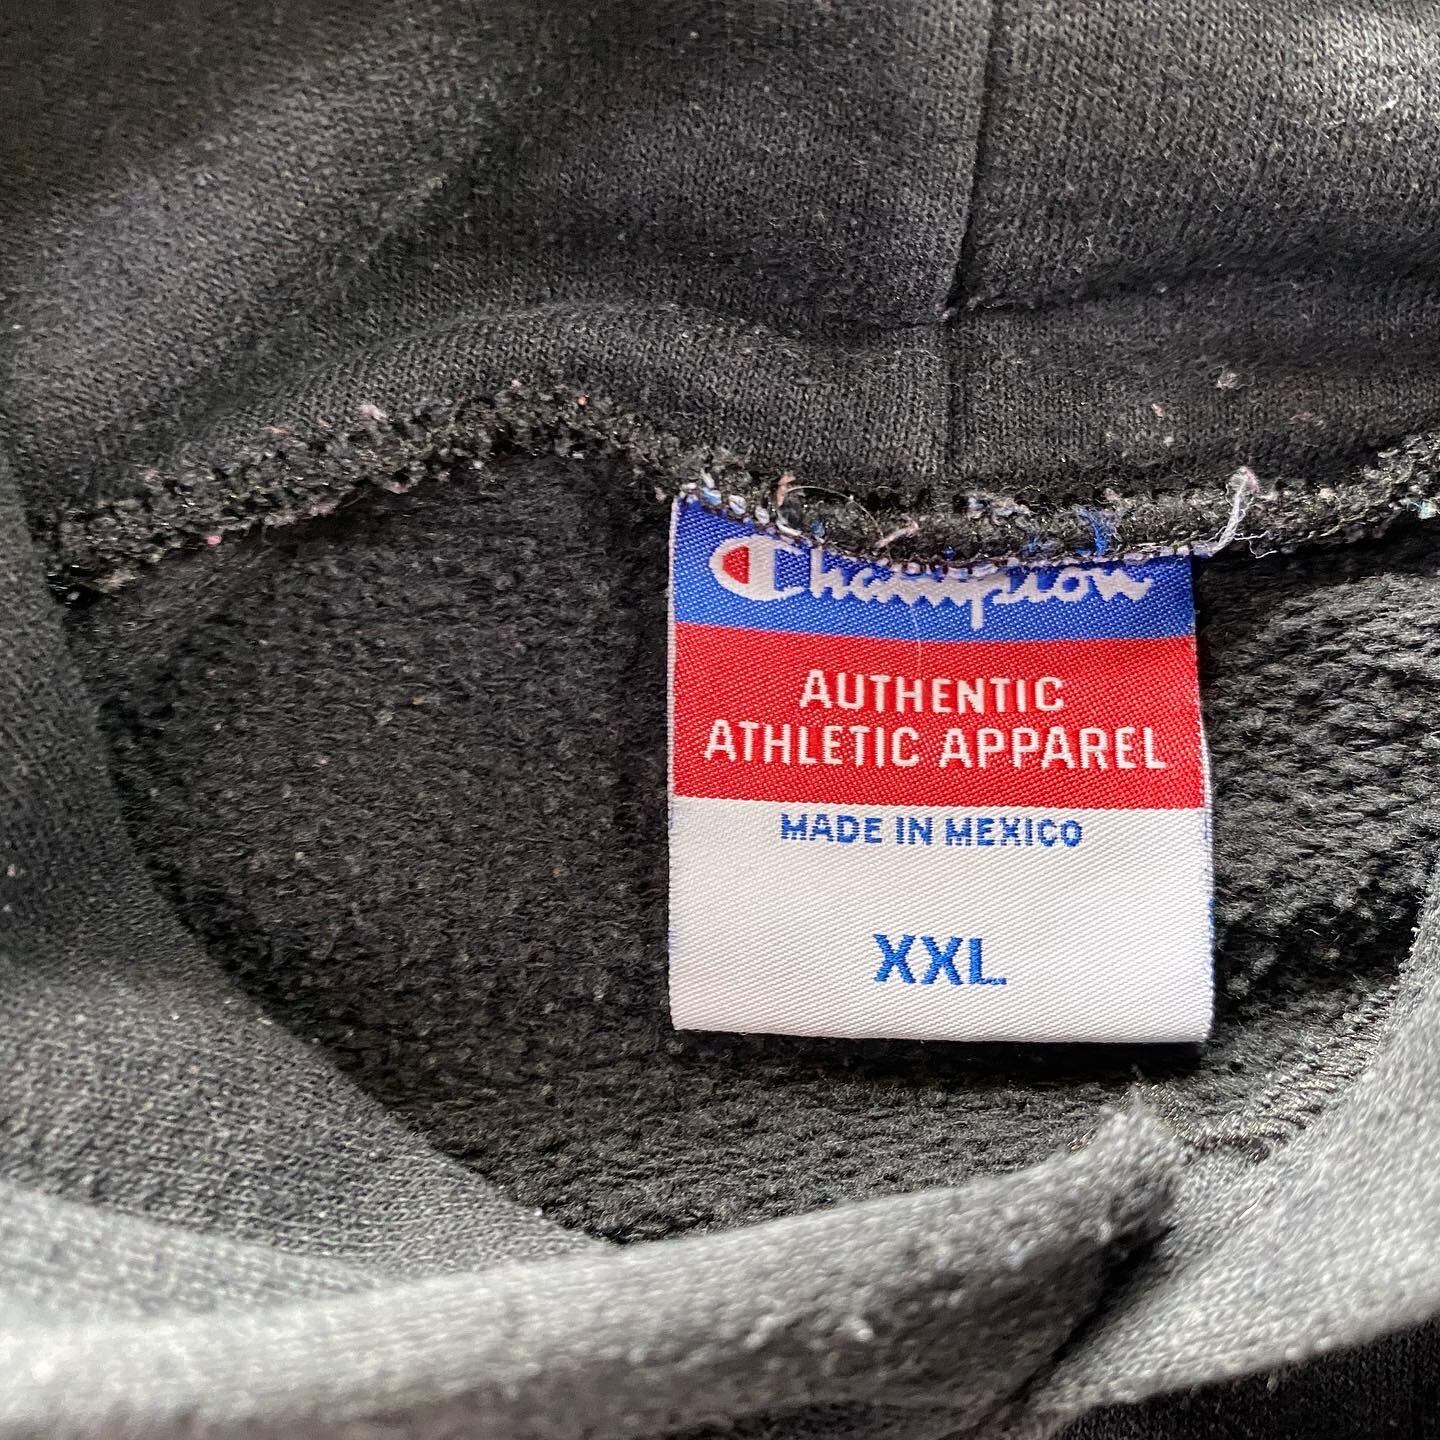 Champion
AUTHENTIC
ATHLETIC APPAREL
MADE IN MEXICO
XXL